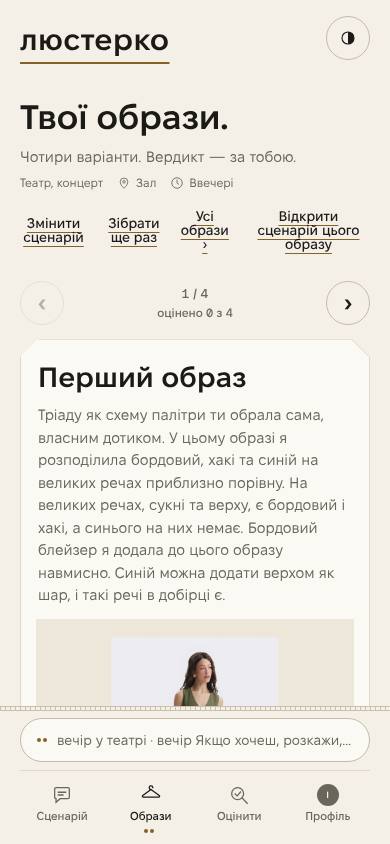 люстерко
Твої образи.
Чотири варіанти. Вердикт — за тобою.
Театр, концерт Зал Ввечері
Змінити
сценарій
Зібрати
ще раз
Усі
образи
›
Відкрити
сценарій цього
образу
‹
1 / 4
оцінено 0 з 4
›
Перший образ
Тріаду як схему палітри ти обрала сама,
власним дотиком. У цьому образі я
розподілила бордовий, хакі та синій на
великих речах приблизно порівну. На
великих речах, сукні та верху, є бордовий і
хакі, а синього на них немає. Бордовий
блейзер я додала до цього образу
навмисно. Синій можна додати верхом як
шар, і такі речі в добірці є.
вечір у театрі · вечір Якщо хочеш, розкажи,...
Сценарій Образи Оцінити Профіль
І